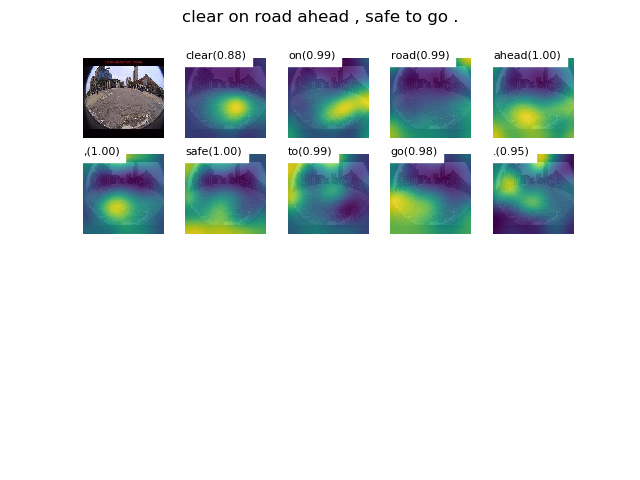 clear on road ahead , safe to go .
clear(0.88) on(0.99) road(0.99) ahead(1.00)
,(1.00) safe(1.00) to(0.99) go(0.98) .(0.95)